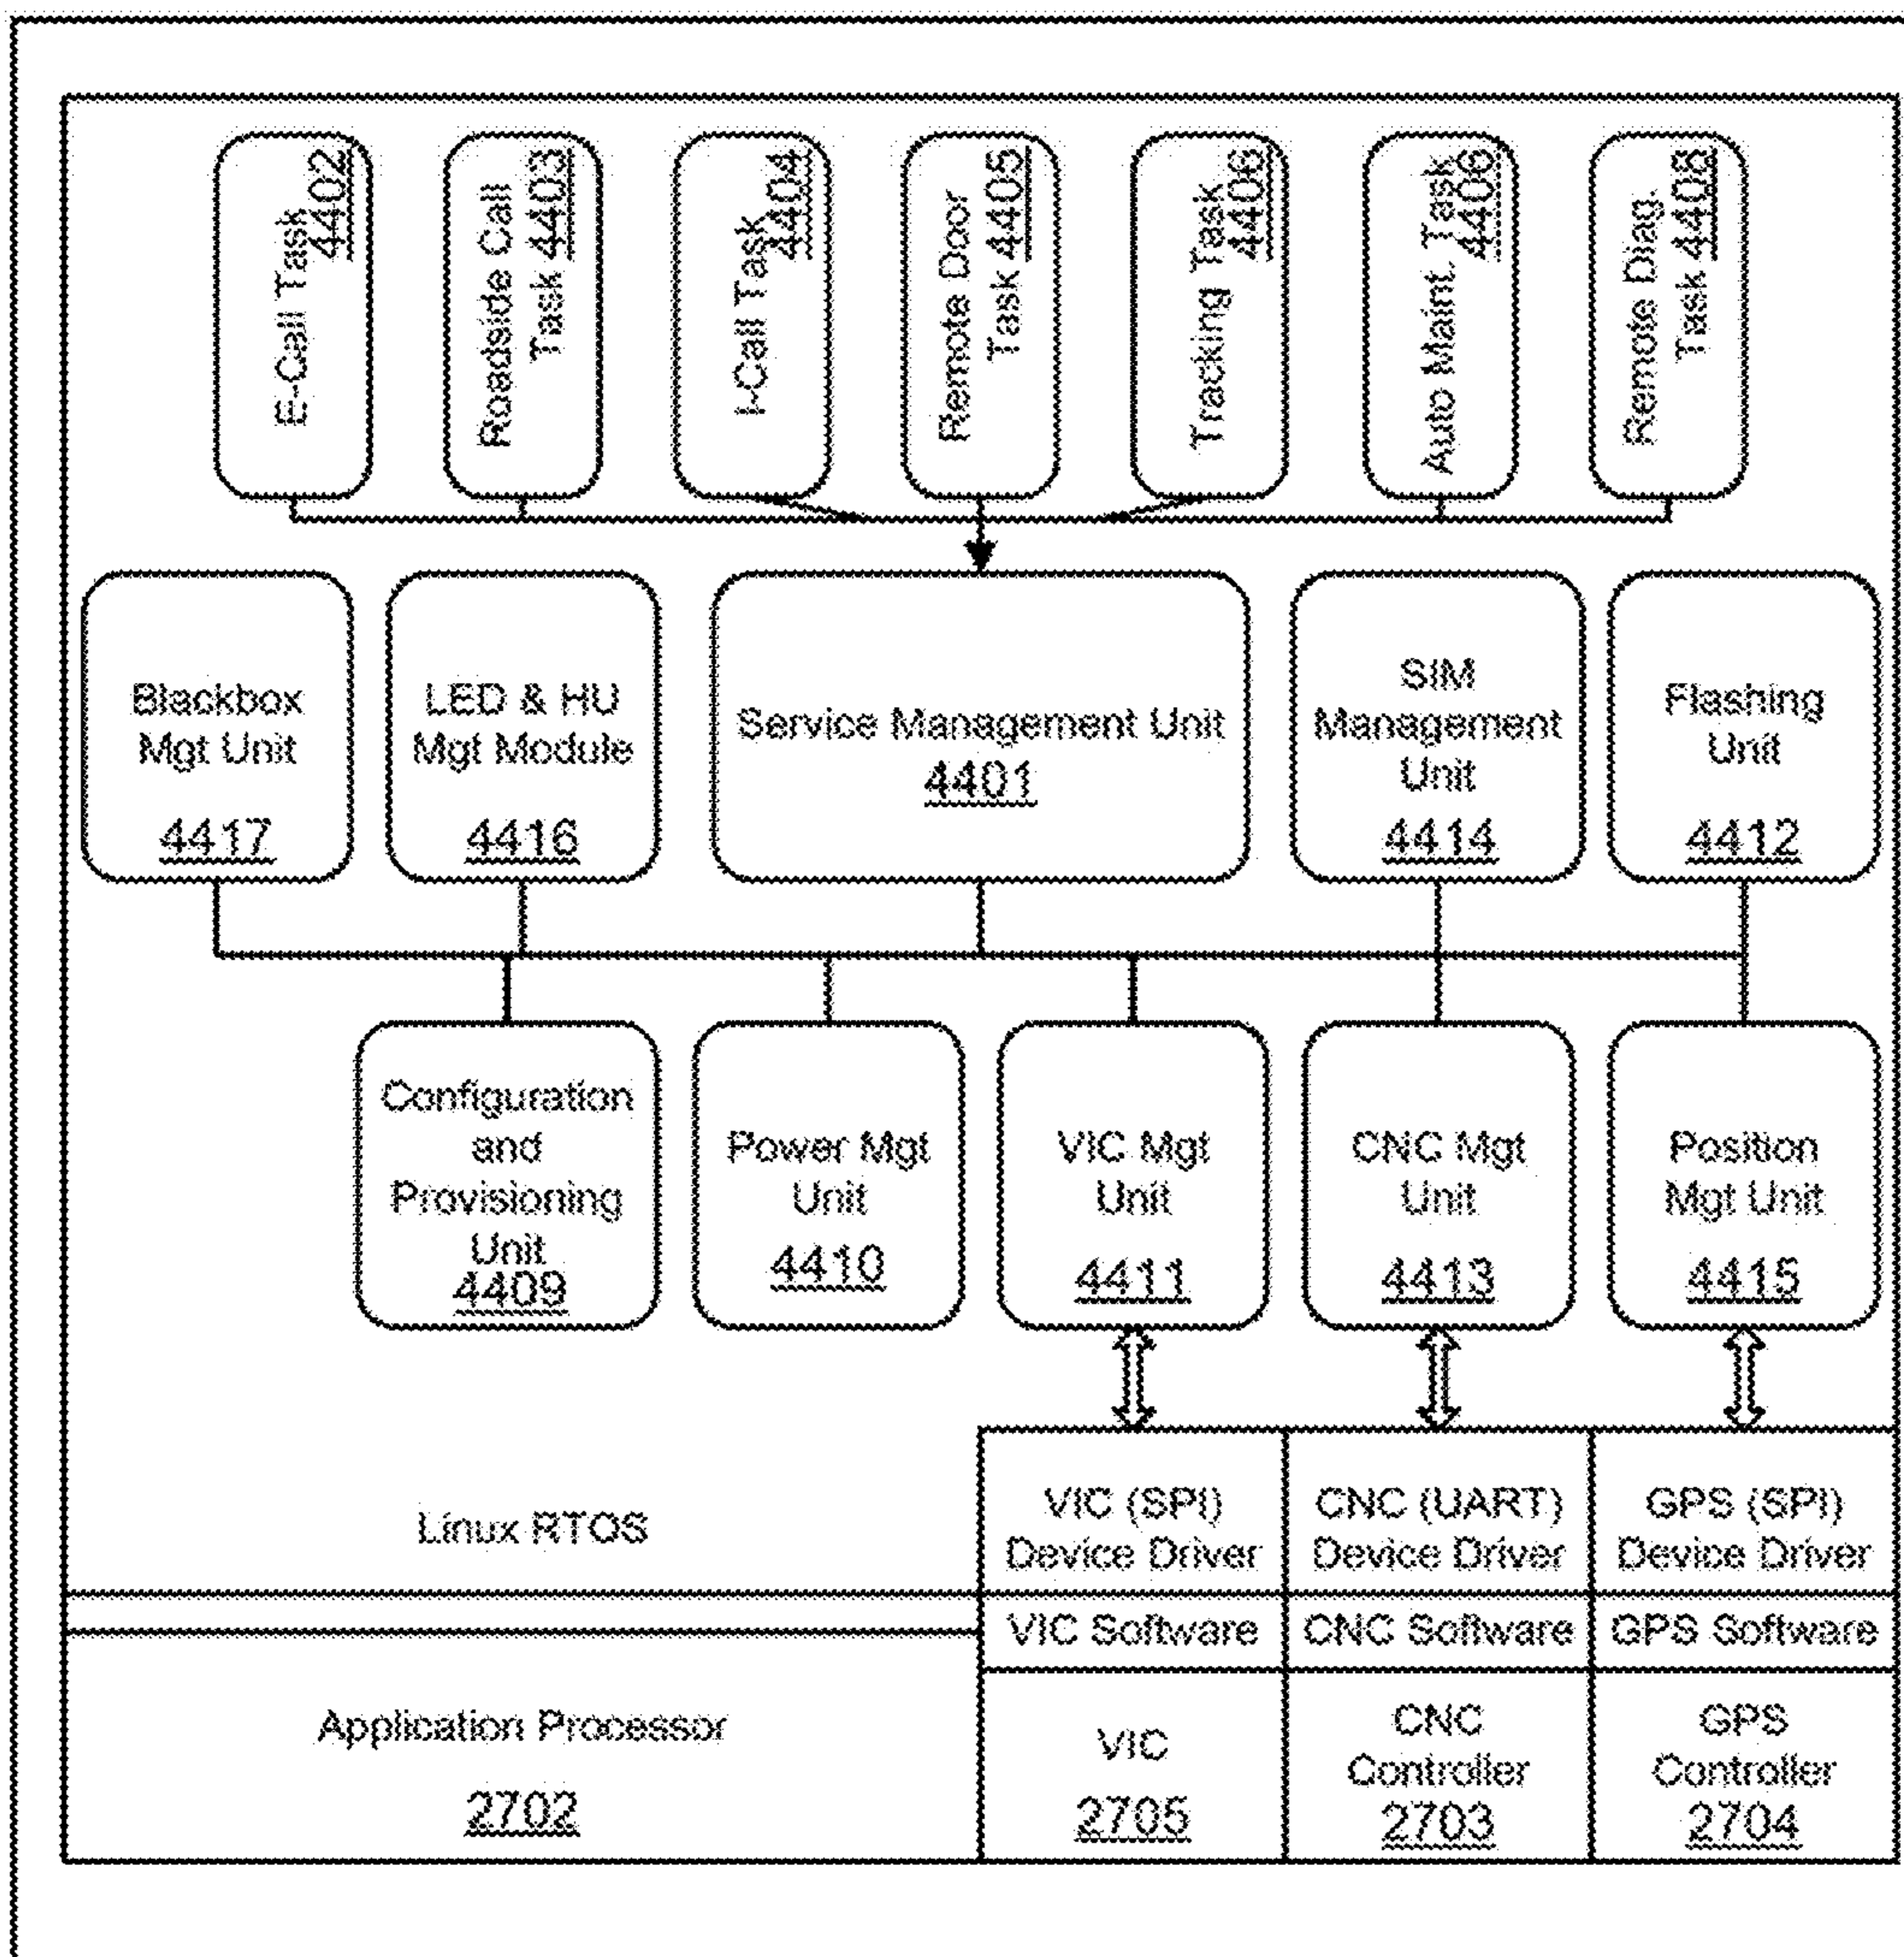 E-Call Task
4402
Roadside Call
Task 4403
I-Call Task
4404
Remote Door
Task 4405
Tracking Task
4406
Auto Maint. Task
4406
Remote Diag.
Task 4408
Blackbox
Mgt Unit
4417
LED & HU
Mgt Module
4416
Service Management Unit
4401
SIM
Management
Unit
4414
Flashing
Unit
4412
Configuration
and
Provisioning
Unit
4409
Power Mgt
Unit
4410
VIC Mgt
Unit
4411
CNC Mgt
Unit
4413
Position
Mgt Unit
4415
Linux RTOS
VIC (SPI)
Device Driver
CNC (UART)
Device Driver
GPS (SPI)
Device Driver
VIC Software
CNC Software
GPS Software
Application Processor
2702
VIC
2705
CNC
Controller
2703
GPS
Controller
2704